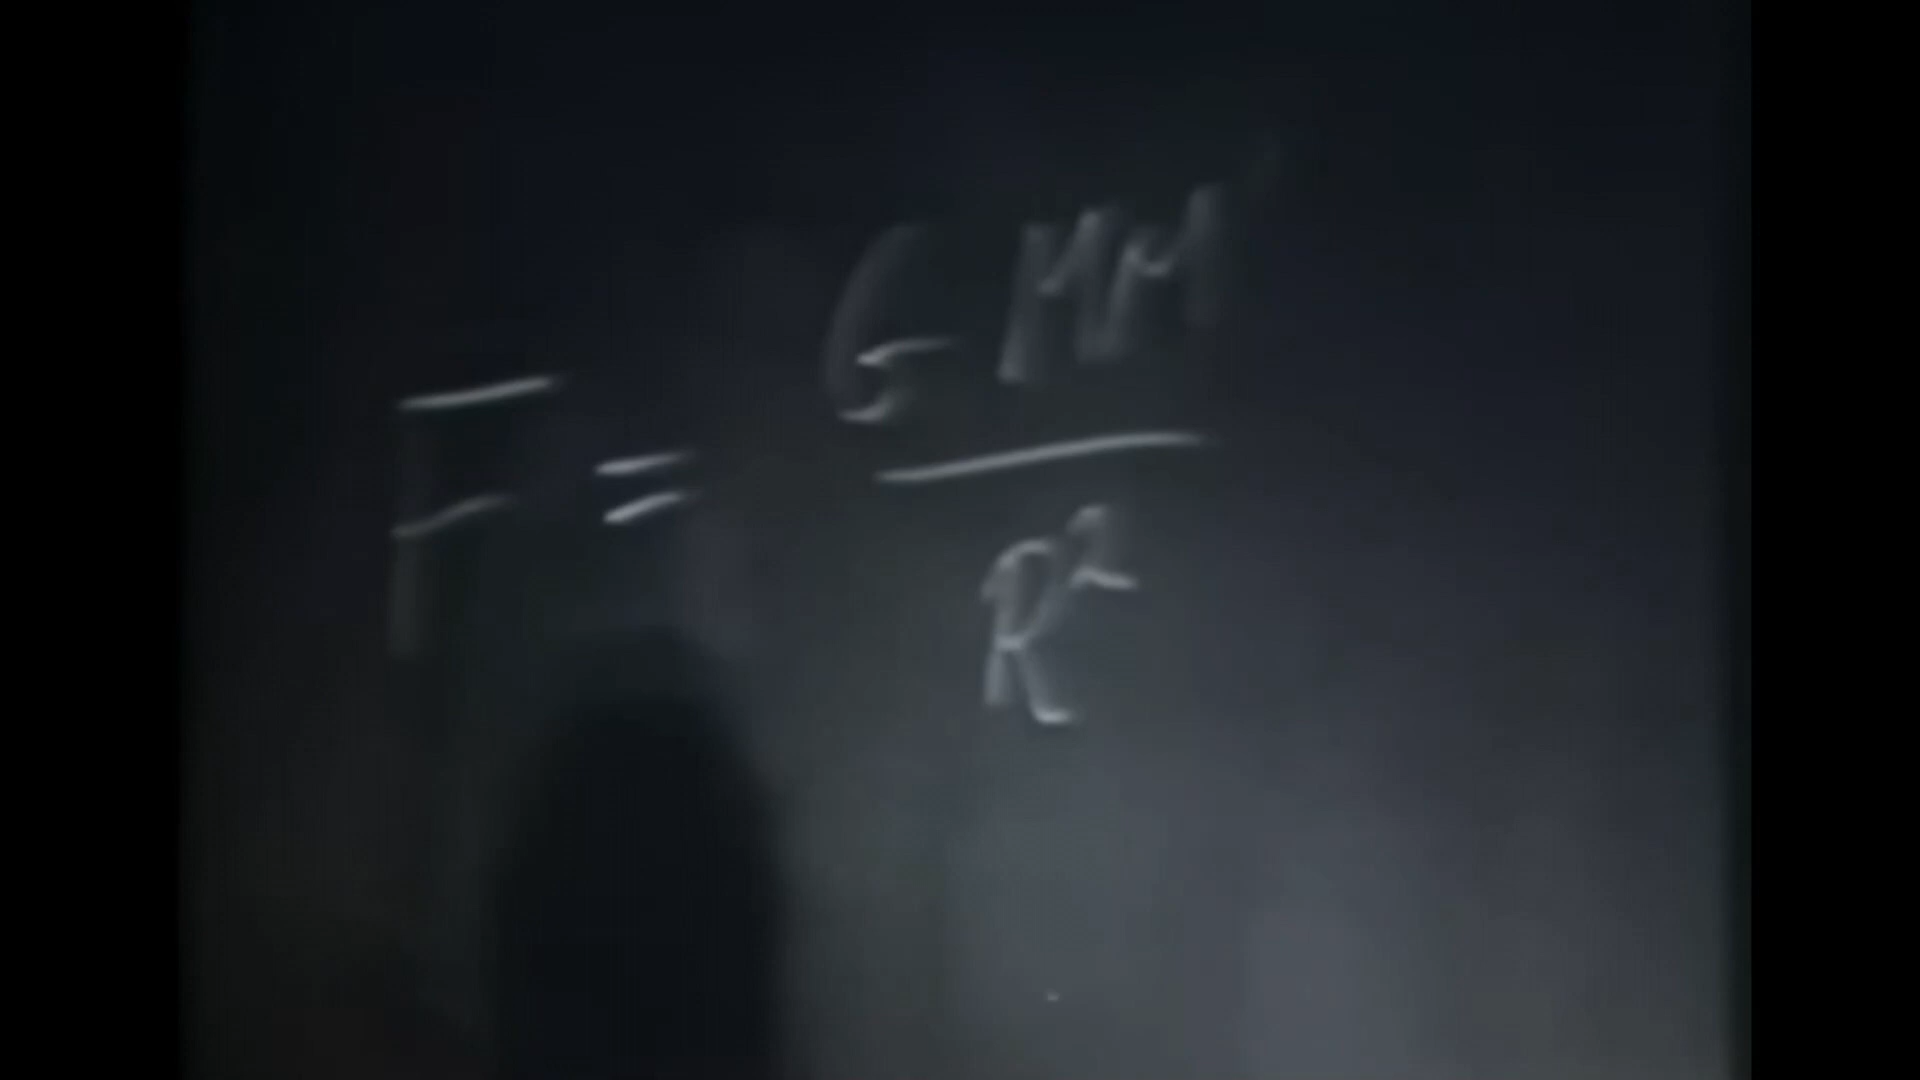 F = GMM' / R²